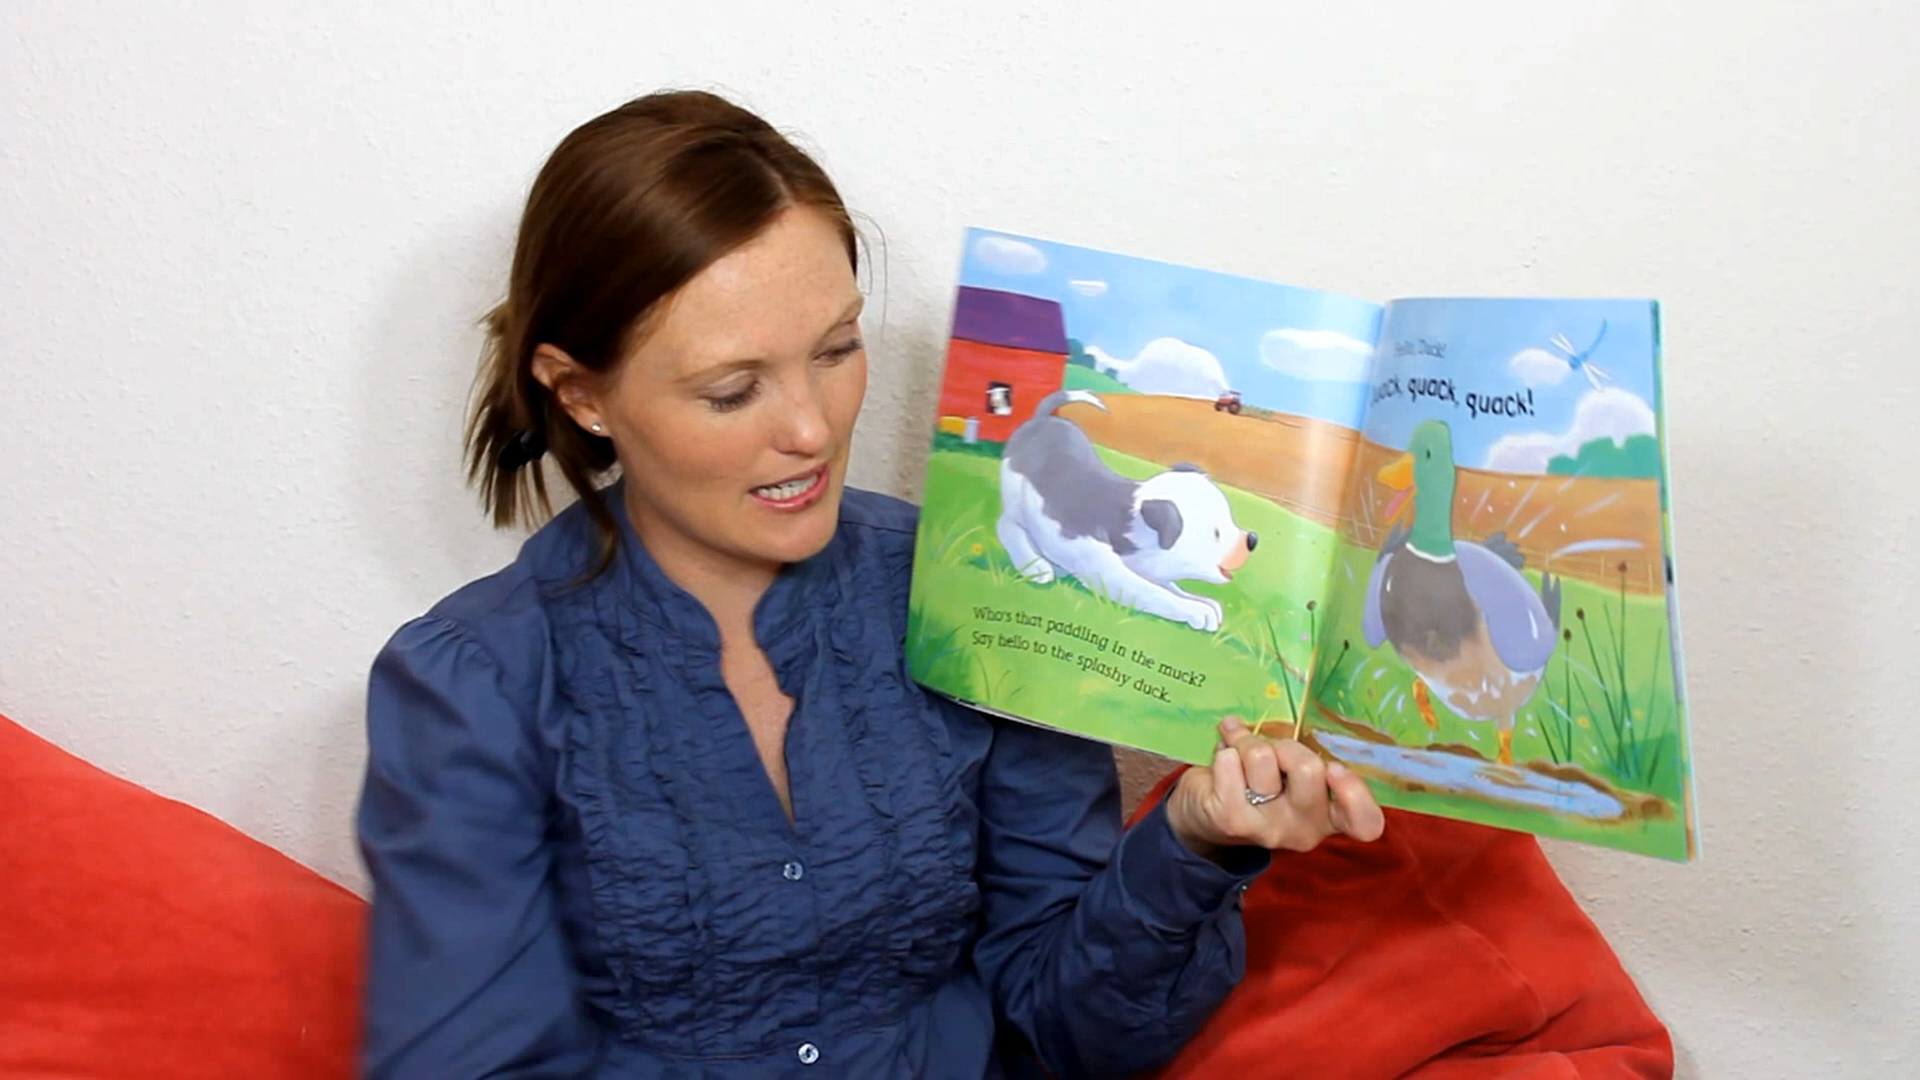 Who's that paddling in the muck?
Say hello to the splashy duck.
Hello, Duck!
quack, quack!